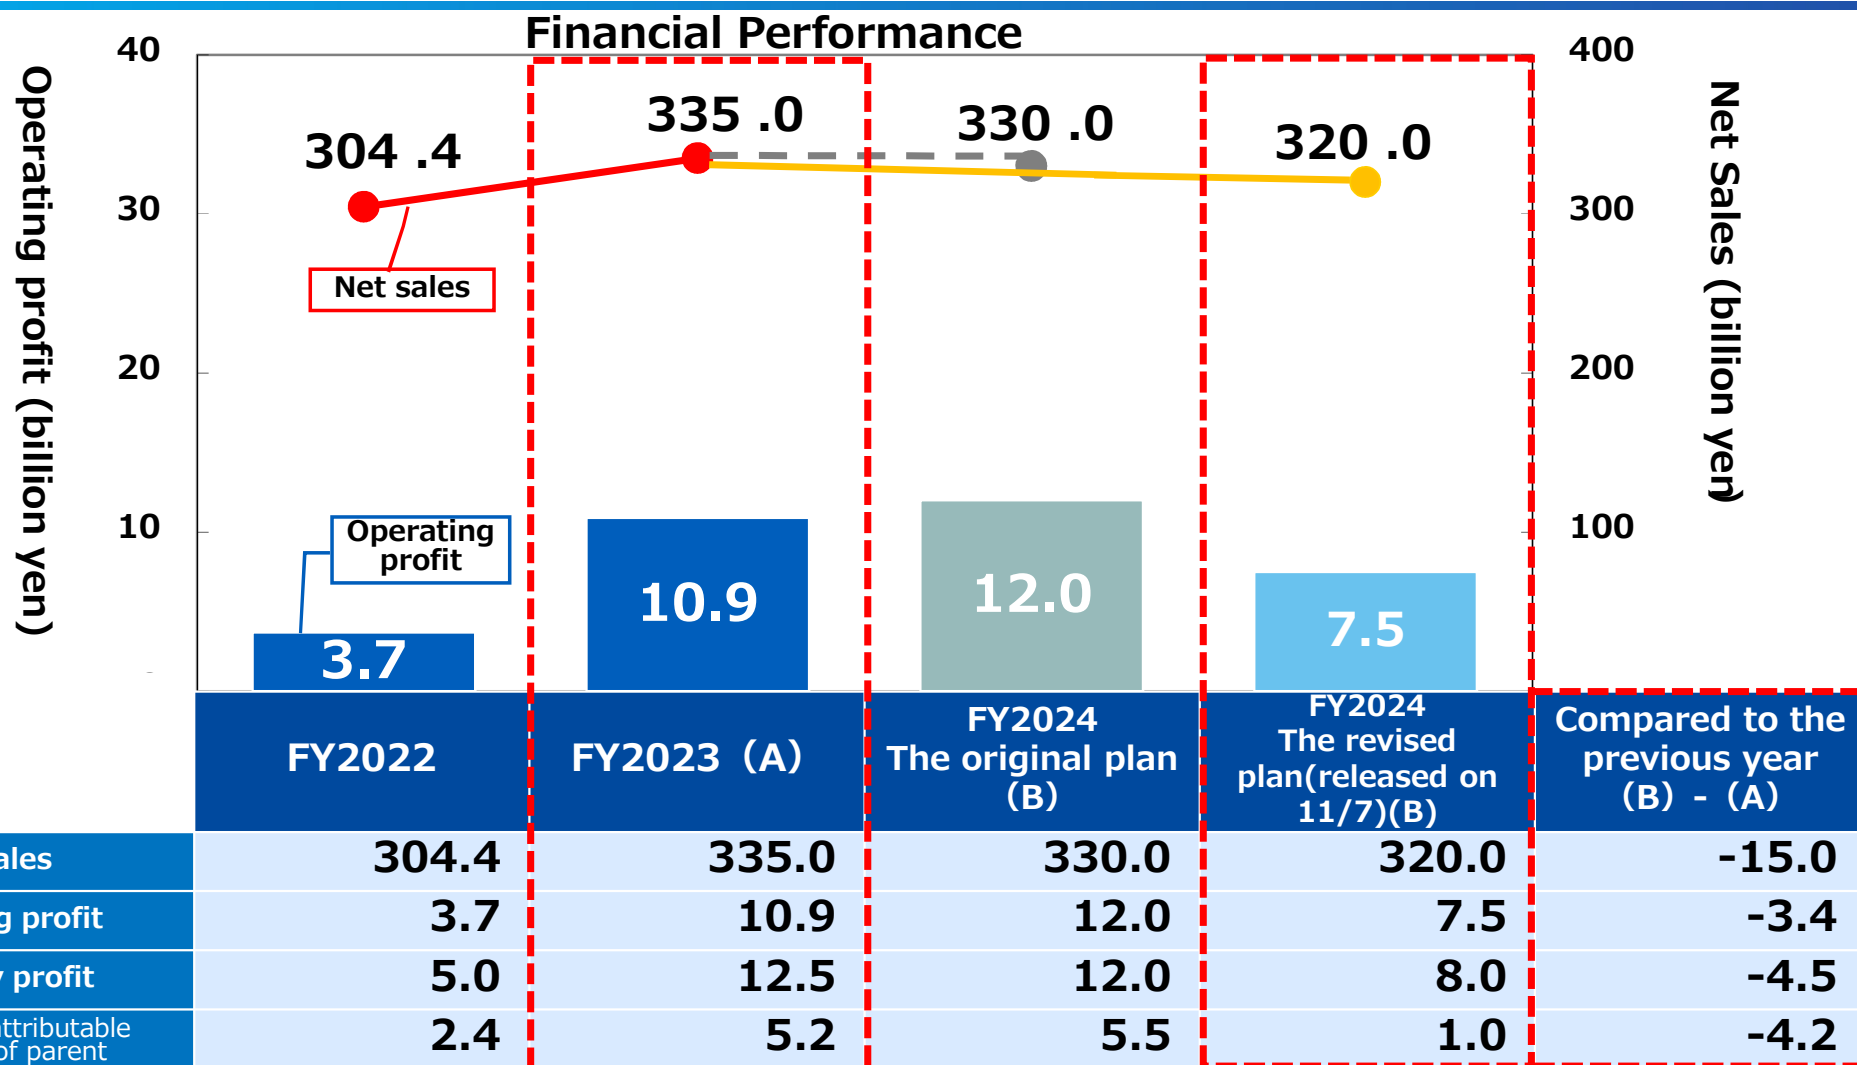 Financial Performance
Operating profit (billion yen)
40
30
20
10
-
304 .4
335 .0
330 .0
320 .0
Net sales
Operating
profit
3.7
10.9
12.0
7.5
400
300
200
100
Net Sales (billion yen)
FY2022
FY2023（A）
FY2024
The original plan
（B）
FY2024
The revised
plan(released on
11/7)(B)
Compared to the
previous year
（B）-（A）
ales 304.4 335.0 330.0 320.0 -15.0
g profit 3.7 10.9 12.0 7.5 -3.4
y profit 5.0 12.5 12.0 8.0 -4.5
attributable
of parent 2.4 5.2 5.5 1.0 -4.2